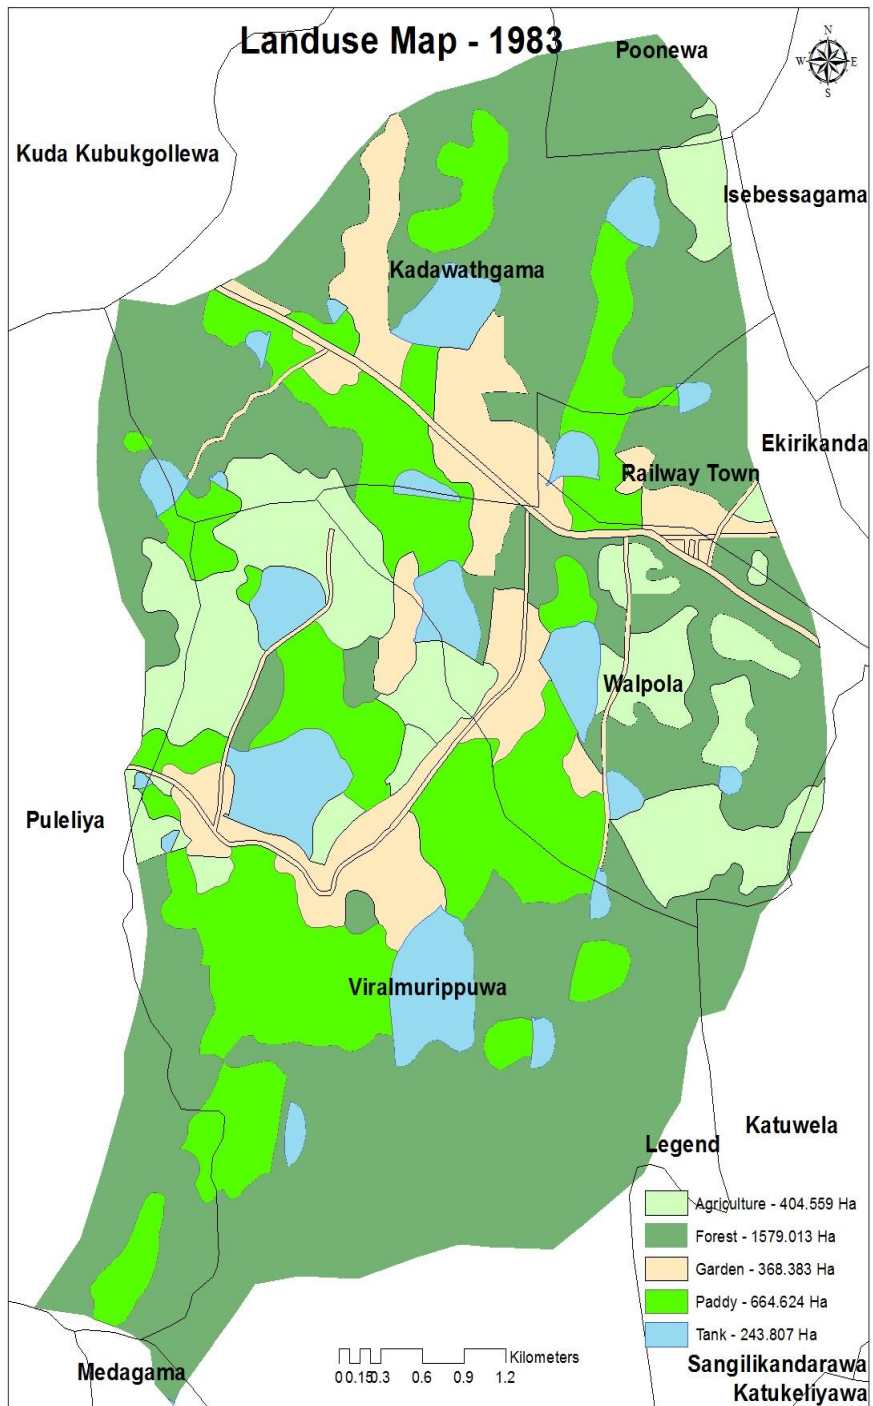 Landuse Map - 1983
Poonewa
N
W E
S
Kuda Kubukgollewa
Isebessagama
Kadawathgama
Ekirikanda
Railway Town
Walpola
Puleliya
Viralmurippuwa
Katuwela
Legend
Agriculture - 404.559 Ha
Forest - 1579.013 Ha
Garden - 368.383 Ha
Paddy - 664.624 Ha
Tank - 243.807 Ha
Kilometers
0 0.15 0.3 0.6 0.9 1.2
Medagama
Sangilikandarawa
Katukeliyawa